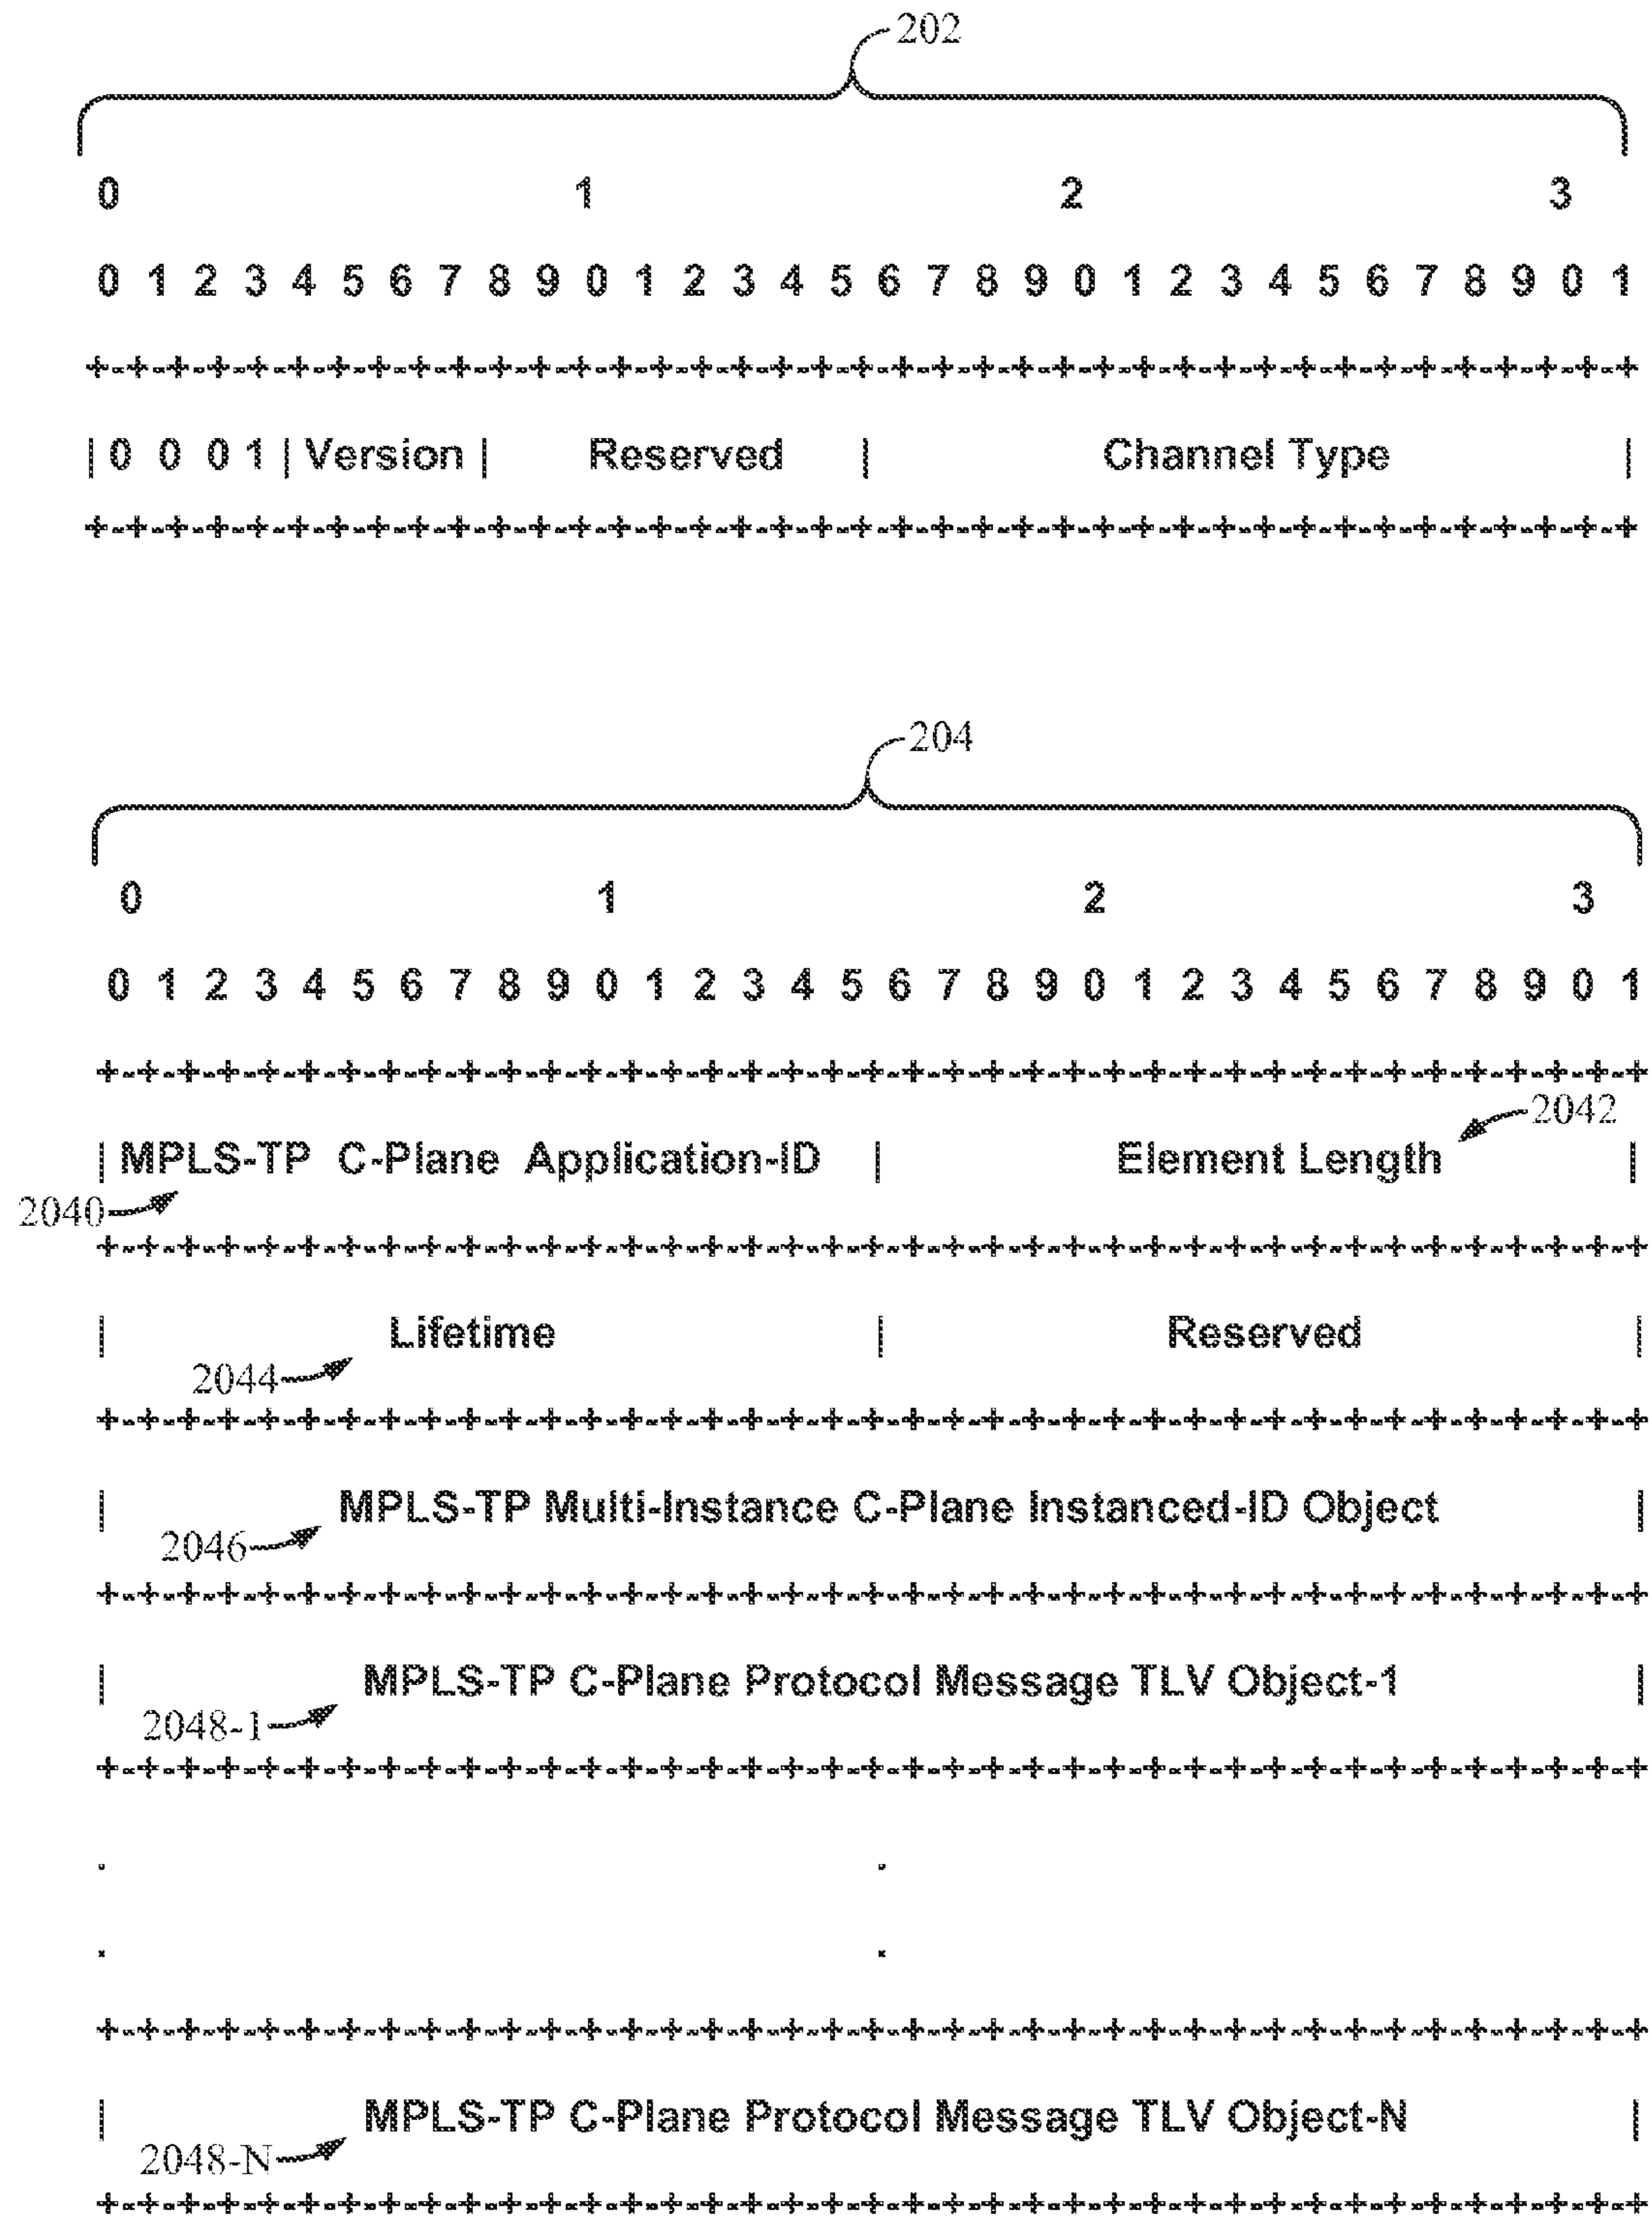 202
0 1 2 3
0 1 2 3 4 5 6 7 8 9 0 1 2 3 4 5 6 7 8 9 0 1 2 3 4 5 6 7 8 9 0 1
+-+-+-+-+-+-+-+-+-+-+-+-+-+-+-+-+-+-+-+-+-+-+-+-+-+-+-+-+-+-+-+-+-+-+-+-+-+-+-+
|0 0 0 1| Version | Reserved | Channel Type |
+-+-+-+-+-+-+-+-+-+-+-+-+-+-+-+-+-+-+-+-+-+-+-+-+-+-+-+-+-+-+-+-+-+-+-+-+-+-+-+
204
0 1 2 3
0 1 2 3 4 5 6 7 8 9 0 1 2 3 4 5 6 7 8 9 0 1 2 3 4 5 6 7 8 9 0 1
+-+-+-+-+-+-+-+-+-+-+-+-+-+-+-+-+-+-+-+-+-+-+-+-+-+-+-+-+-+-+-+-+-+-+-+-+-+-+-+
2042
| MPLS-TP C-Plane Application-ID | Element Length |
2040
+-+-+-+-+-+-+-+-+-+-+-+-+-+-+-+-+-+-+-+-+-+-+-+-+-+-+-+-+-+-+-+-+-+-+-+-+-+-+-+
| Lifetime | Reserved |
2044
+-+-+-+-+-+-+-+-+-+-+-+-+-+-+-+-+-+-+-+-+-+-+-+-+-+-+-+-+-+-+-+-+-+-+-+-+-+-+-+
| MPLS-TP Multi-Instance C-Plane Instanced-ID Object |
2046
+-+-+-+-+-+-+-+-+-+-+-+-+-+-+-+-+-+-+-+-+-+-+-+-+-+-+-+-+-+-+-+-+-+-+-+-+-+-+-+
| MPLS-TP C-Plane Protocol Message TLV Object-1 |
2048-1
+-+-+-+-+-+-+-+-+-+-+-+-+-+-+-+-+-+-+-+-+-+-+-+-+-+-+-+-+-+-+-+-+-+-+-+-+-+-+-+
. .
. .
+-+-+-+-+-+-+-+-+-+-+-+-+-+-+-+-+-+-+-+-+-+-+-+-+-+-+-+-+-+-+-+-+-+-+-+-+-+-+-+
| MPLS-TP C-Plane Protocol Message TLV Object-N |
2048-N
+-+-+-+-+-+-+-+-+-+-+-+-+-+-+-+-+-+-+-+-+-+-+-+-+-+-+-+-+-+-+-+-+-+-+-+-+-+-+-+